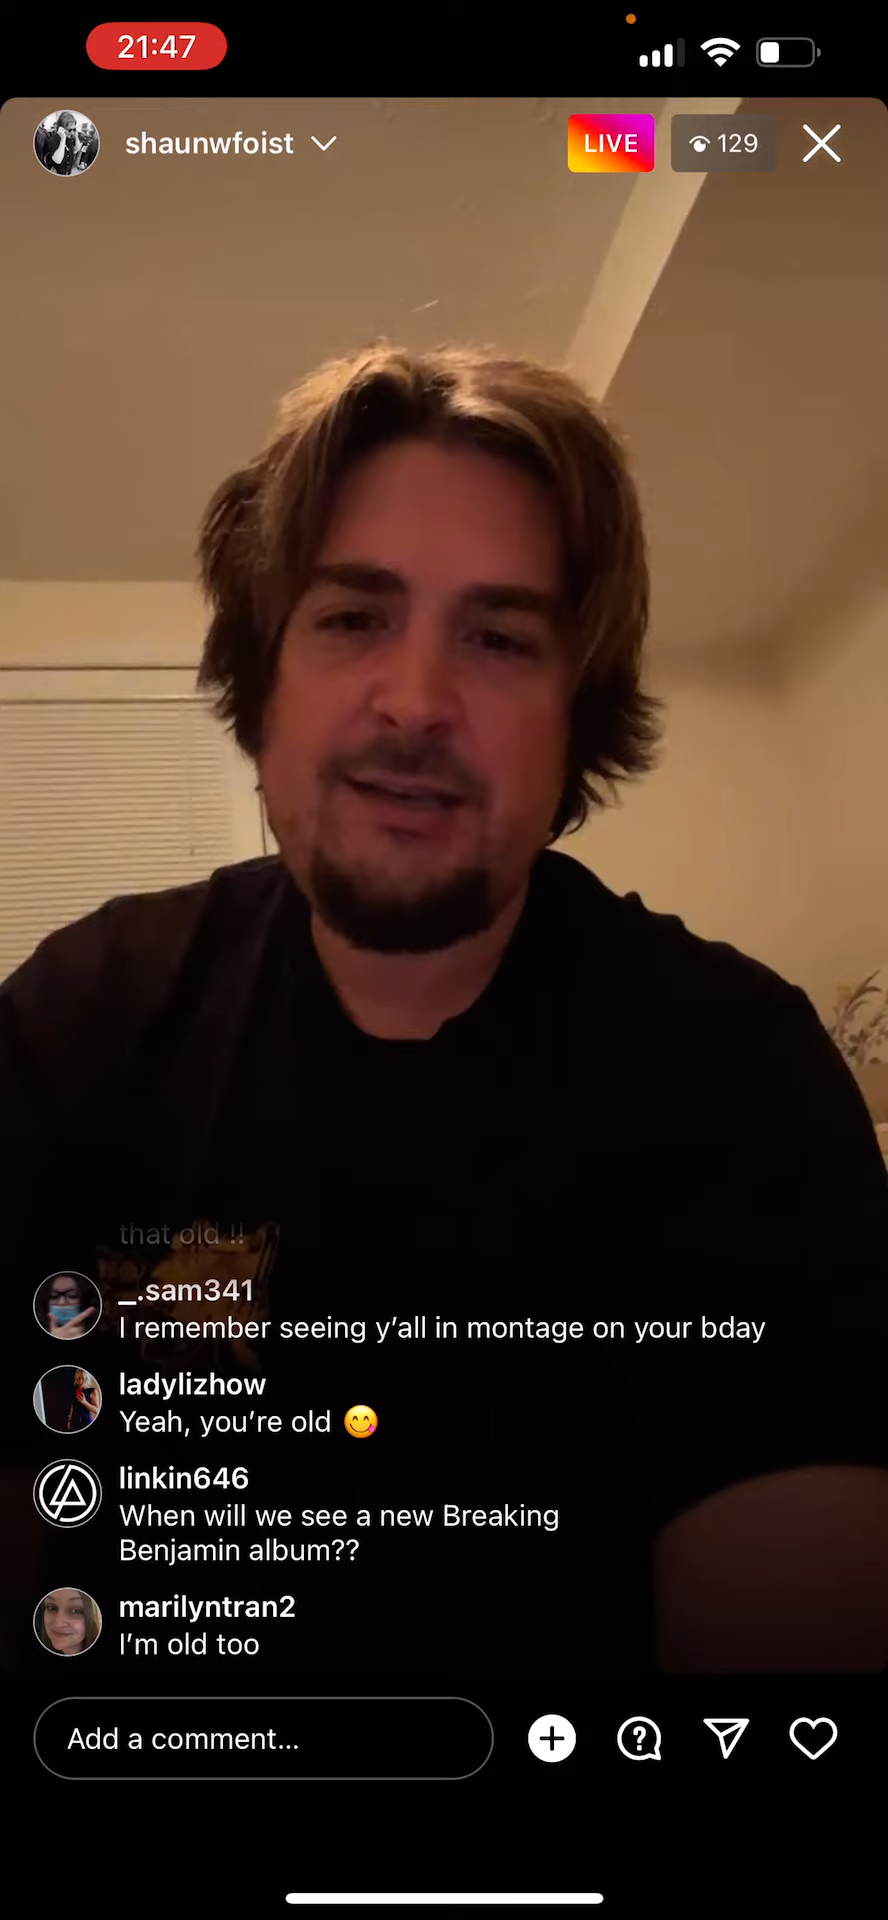 21:47
shaunwfoist
LIVE
129
that old !!
_.sam341
I remember seeing y’all in montage on your bday
ladylizhow
Yeah, you’re old 😋
linkin646
When will we see a new Breaking
Benjamin album??
marilyntran2
I’m old too
Add a comment...